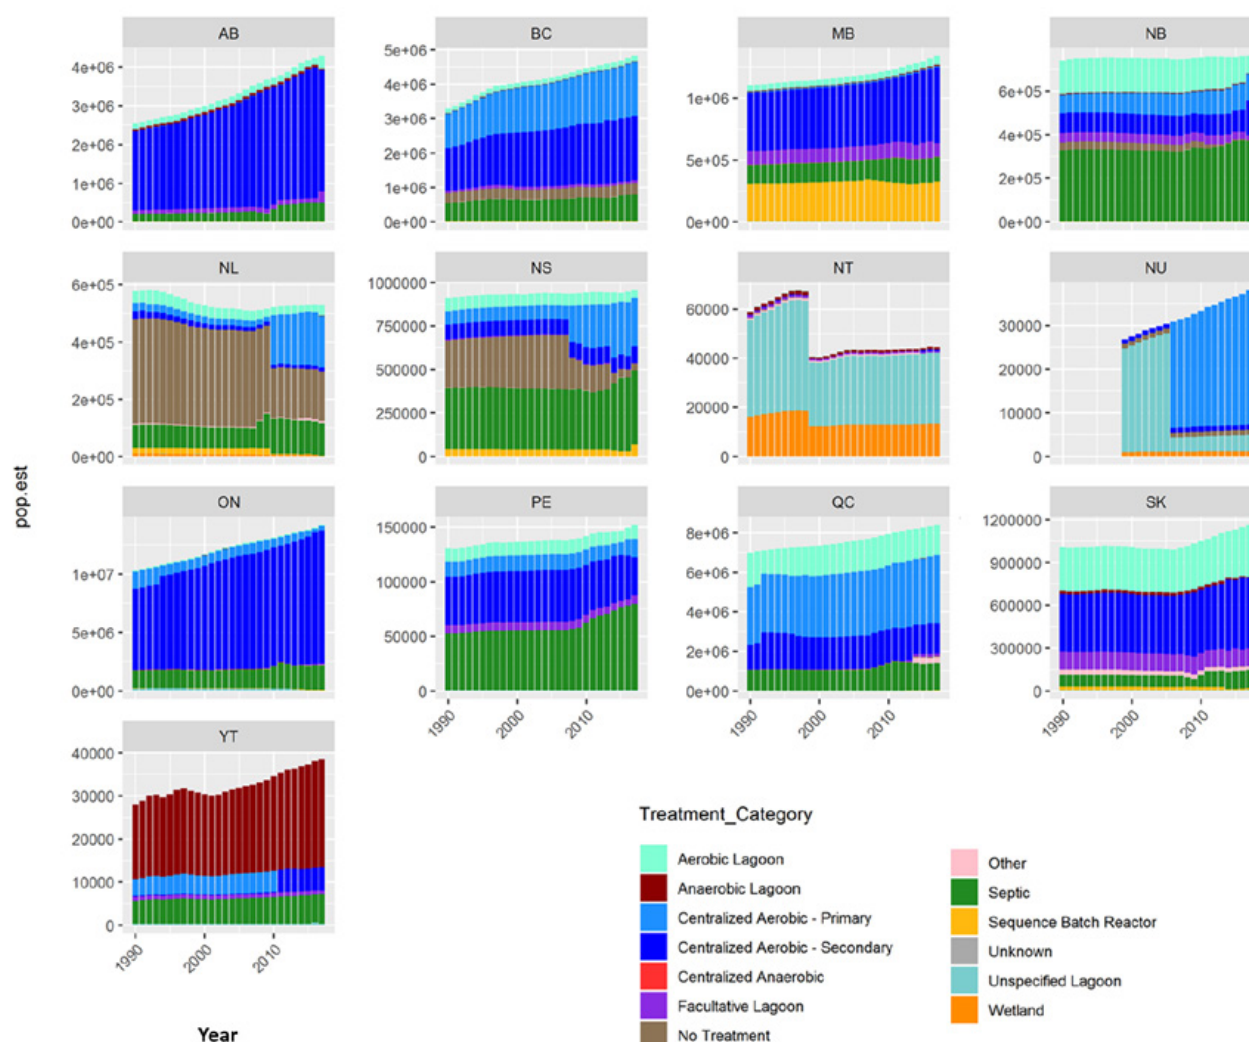 AB BC MB NB
4e+06 5e+06 1e+06 6e+05
3e+06 4e+06 5e+05 4e+05
2e+06 3e+06 0e+00 2e+05
1e+06 2e+06 0e+00
0e+00 1e+06
0e+00
NL NS NT NU
6e+05 1000000 60000 30000
4e+05 750000 40000 20000
2e+05 500000 20000 10000
0e+00 250000 0 0
0
pop.est
ON PE QC SK
1e+07 150000 8e+06 1200000
5e+06 100000 6e+06 900000
0e+00 50000 4e+06 600000
0 2e+06 300000
0e+00 0
1990 2000 2010 1990 2000 2010 1990 2000 2010
YT
40000
30000
20000
10000
0
1990 2000 2010
Year
Treatment_Category
Aerobic Lagoon
Anaerobic Lagoon
Centralized Aerobic - Primary
Centralized Aerobic - Secondary
Centralized Anaerobic
Facultative Lagoon
No Treatment
Other
Septic
Sequence Batch Reactor
Unknown
Unspecified Lagoon
Wetland